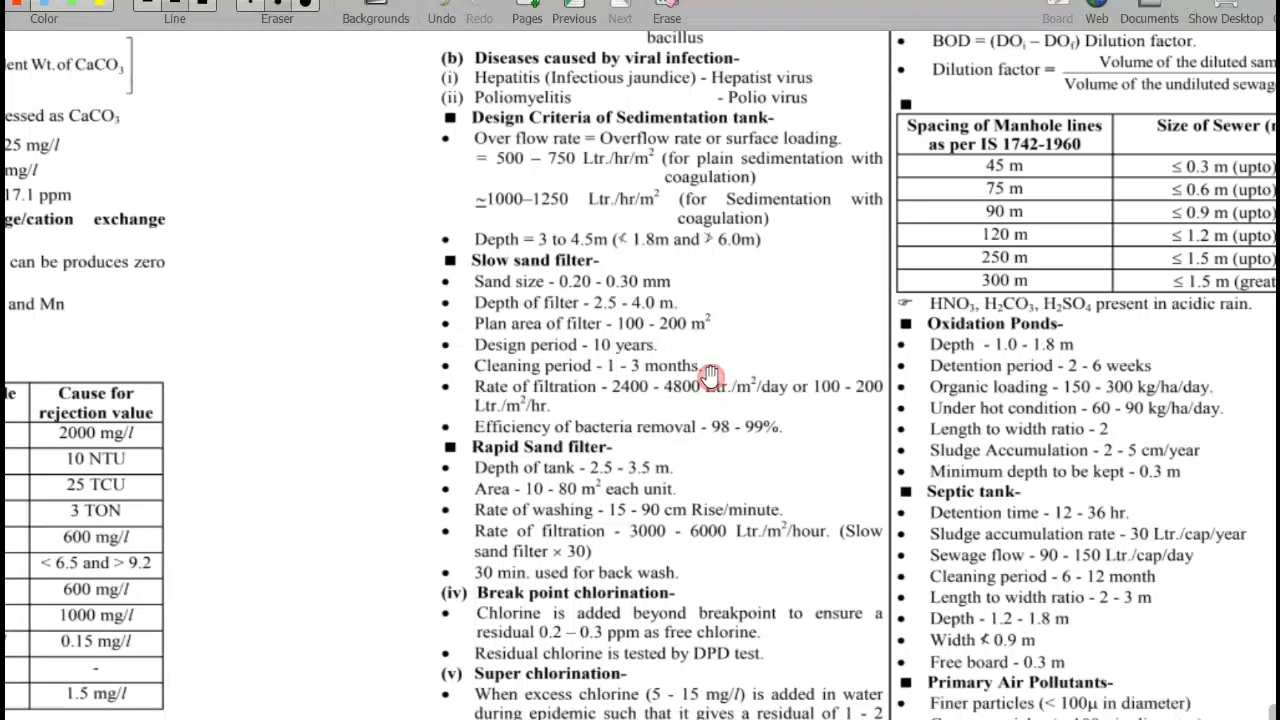 Color
Line
Eraser
Backgrounds
Undo
Redo
Pages
Previous
Next
Erase
Board
Web
Documents
Show Desktop
ent Wt. of CaCO3]
essed as CaCO3
25 mg/l
mg/l
17.1 ppm
ge/cation exchange
can be produces zero
and Mn
le
Cause for
rejection value
2000 mg/l
10 NTU
25 TCU
3 TON
600 mg/l
< 6.5 and > 9.2
600 mg/l
1000 mg/l
0.15 mg/l
-
1.5 mg/l
bacillus
(b) Diseases caused by viral infection-
(i) Hepatitis (Infectious jaundice) - Hepatist virus
(ii) Poliomyelitis - Polio virus
■ Design Criteria of Sedimentation tank-
• Over flow rate = Overflow rate or surface loading.
= 500 – 750 Ltr./hr/m² (for plain sedimentation with
coagulation)
≃1000–1250 Ltr./hr/m² (for Sedimentation with
coagulation)
• Depth = 3 to 4.5m (≮ 1.8m and ≯ 6.0m)
■ Slow sand filter-
• Sand size - 0.20 - 0.30 mm
• Depth of filter - 2.5 - 4.0 m.
• Plan area of filter - 100 - 200 m²
• Design period - 10 years.
• Cleaning period - 1 - 3 months
• Rate of filtration - 2400 - 4800 Ltr./m²/day or 100 - 200
Ltr./m²/hr.
• Efficiency of bacteria removal - 98 - 99%.
■ Rapid Sand filter-
• Depth of tank - 2.5 - 3.5 m.
• Area - 10 - 80 m² each unit.
• Rate of washing - 15 - 90 cm Rise/minute.
• Rate of filtration - 3000 - 6000 Ltr./m²/hour. (Slow
sand filter × 30)
• 30 min. used for back wash.
(iv) Break point chlorination-
• Chlorine is added beyond breakpoint to ensure a
residual 0.2 – 0.3 ppm as free chlorine.
• Residual chlorine is tested by DPD test.
(v) Super chlorination-
• When excess chlorine (5 - 15 mg/l) is added in water
during epidemic such that it gives a residual of 1 - 2
• BOD = (DOi – DOf) Dilution factor.
• Dilution factor = Volume of the diluted sam
Volume of the undiluted sewag
■
Spacing of Manhole lines
as per IS 1742-1960
Size of Sewer (
45 m ≤ 0.3 m (upto)
75 m ≤ 0.6 m (upto)
90 m ≤ 0.9 m (upto)
120 m ≤ 1.2 m (upto)
250 m ≤ 1.5 m (upto)
300 m ≤ 1.5 m (great
☞ HNO3, H2CO3, H2SO4 present in acidic rain.
■ Oxidation Ponds-
• Depth - 1.0 - 1.8 m
• Detention period - 2 - 6 weeks
• Organic loading - 150 - 300 kg/ha/day.
• Under hot condition - 60 - 90 kg/ha/day.
• Length to width ratio - 2
• Sludge Accumulation - 2 - 5 cm/year
• Minimum depth to be kept - 0.3 m
■ Septic tank-
• Detention time - 12 - 36 hr.
• Sludge accumulation rate - 30 Ltr./cap/year
• Sewage flow - 90 - 150 Ltr./cap/day
• Cleaning period - 6 - 12 month
• Length to width ratio - 2 - 3 m
• Depth - 1.2 - 1.8 m
• Width ≮ 0.9 m
• Free board - 0.3 m
■ Primary Air Pollutants-
• Finer particles (< 100μ in diameter)